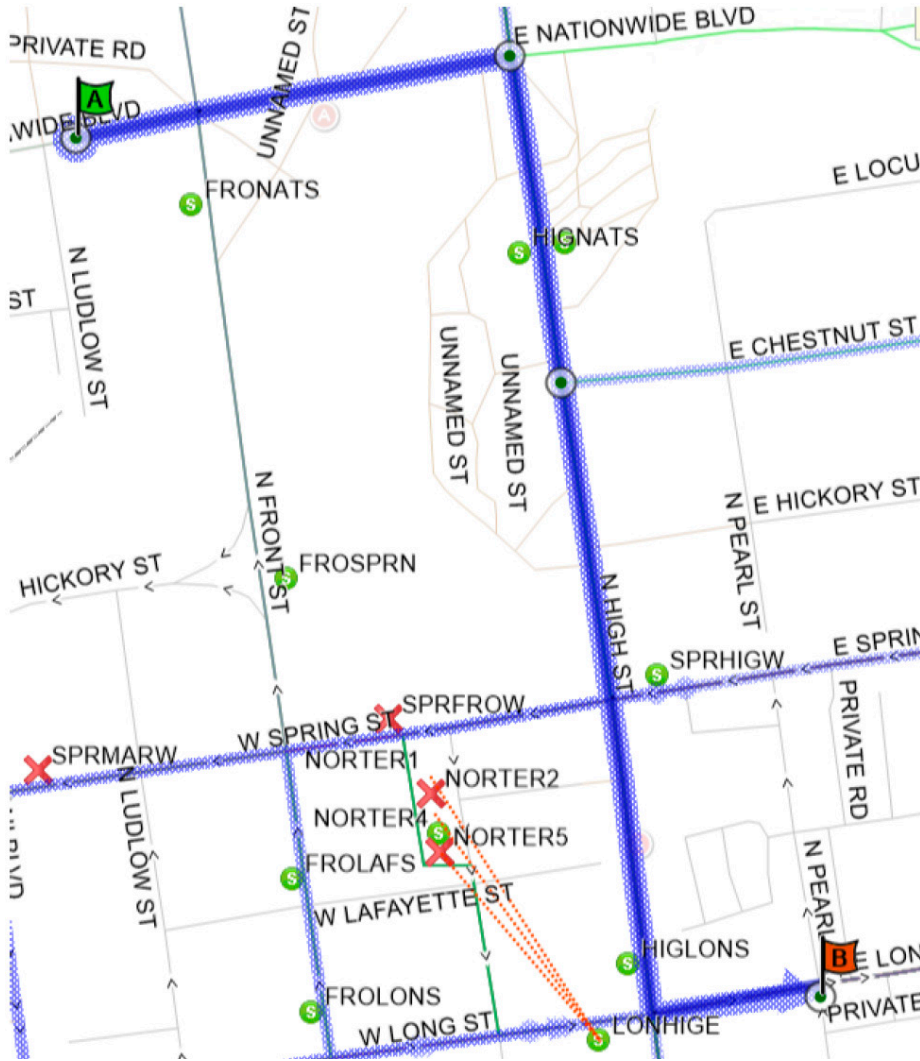 E NATIONWIDE BLVD
PRIVATE RD
UNNAMED ST
A
WIDE BLVD
A
E LOCU
FRONATS
HIGNATS
N LUDLOW ST
ST
E CHESTNUT ST
UNNAMED ST
UNNAMED ST
N FRONT ST
N PEARL ST
E HICKORY ST
FROSPRN
HICKORY ST
N HIGH ST
E SPRIN
SPRHIGW
SPRFROW
W SPRING ST
PRIVATE RD
SPRMARW
NORTER1
NORTER2
N LUDLOW ST
NORTER4
NORTER5
FROLAFS
N PEARL
W LAFAYETTE ST
BLVD
HIGLONS
B
E LON
FROLONS
PRIVATE
W LONG ST
LONHIGE